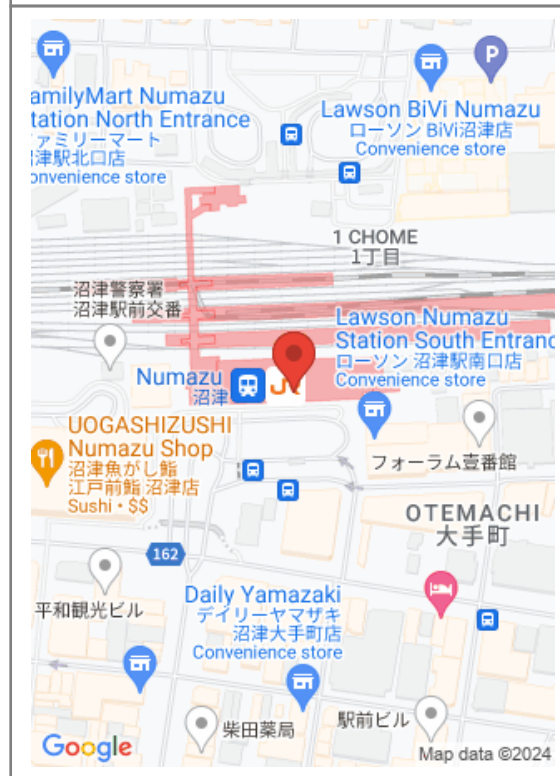 amilyMart Numazu
tation North Entrance
ァミリーマート
津駅北口店
onvenience store
P
Lawson BiVi Numazu
ローソン BiVi沼津店
Convenience store
1 CHOME
1丁目
沼津警察署
沼津駅前交番
Lawson Numazu
Station South Entranc
ローソン 沼津駅南口店
Convenience store
Numazu
沼津
JR
UOGASHIZUSHI
Numazu Shop
沼津魚がし鮨
江戸前鮨 沼津店
Sushi・$$
フォーラム壹番館
OTEMACHI
大手町
162
Daily Yamazaki
デイリーヤマザキ
沼津大手町店
Convenience store
平和観光ビル
柴田薬局
駅前ビル
Google
Map data ©2024